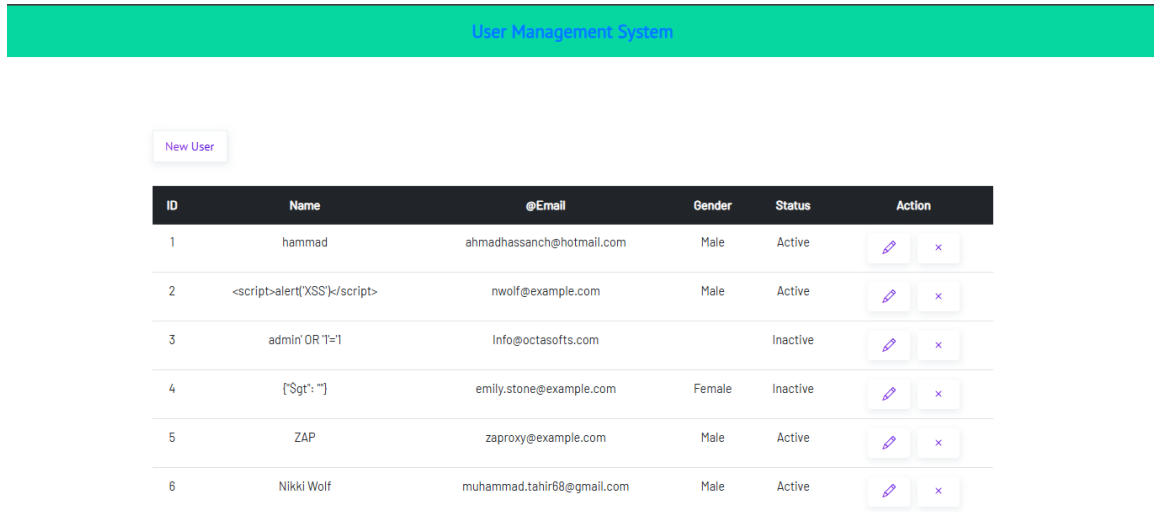 User Management System
New User
ID Name @Email Gender Status Action
1 hammad ahmadhassanch@hotmail.com Male Active ×
2 <script>alert('XSS')</script> nwolf@example.com Male Active ×
3 admin' OR '1'='1 Info@octasofts.com Inactive ×
4 {"$gt": ""} emily.stone@example.com Female Inactive ×
5 ZAP zaproxy@example.com Male Active ×
6 Nikki Wolf muhammad.tahir68@gmail.com Male Active ×